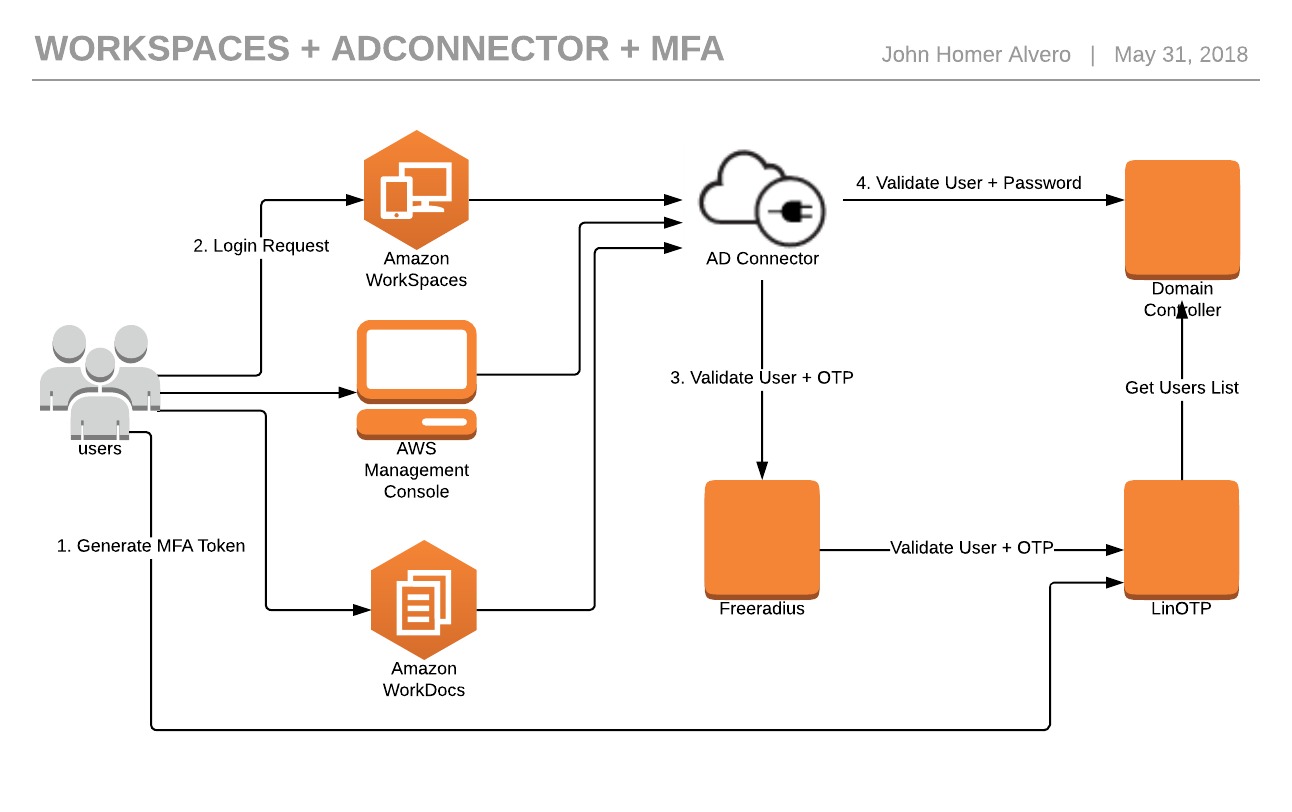 WORKSPACES + ADCONNECTOR + MFA
John Homer Alvero | May 31, 2018
4. Validate User + Password
2. Login Request
Amazon
WorkSpaces
AD Connector
Domain
Controller
3. Validate User + OTP
Get Users List
users
AWS
Management
Console
1. Generate MFA Token
Validate User + OTP
Freeradius
LinOTP
Amazon
WorkDocs